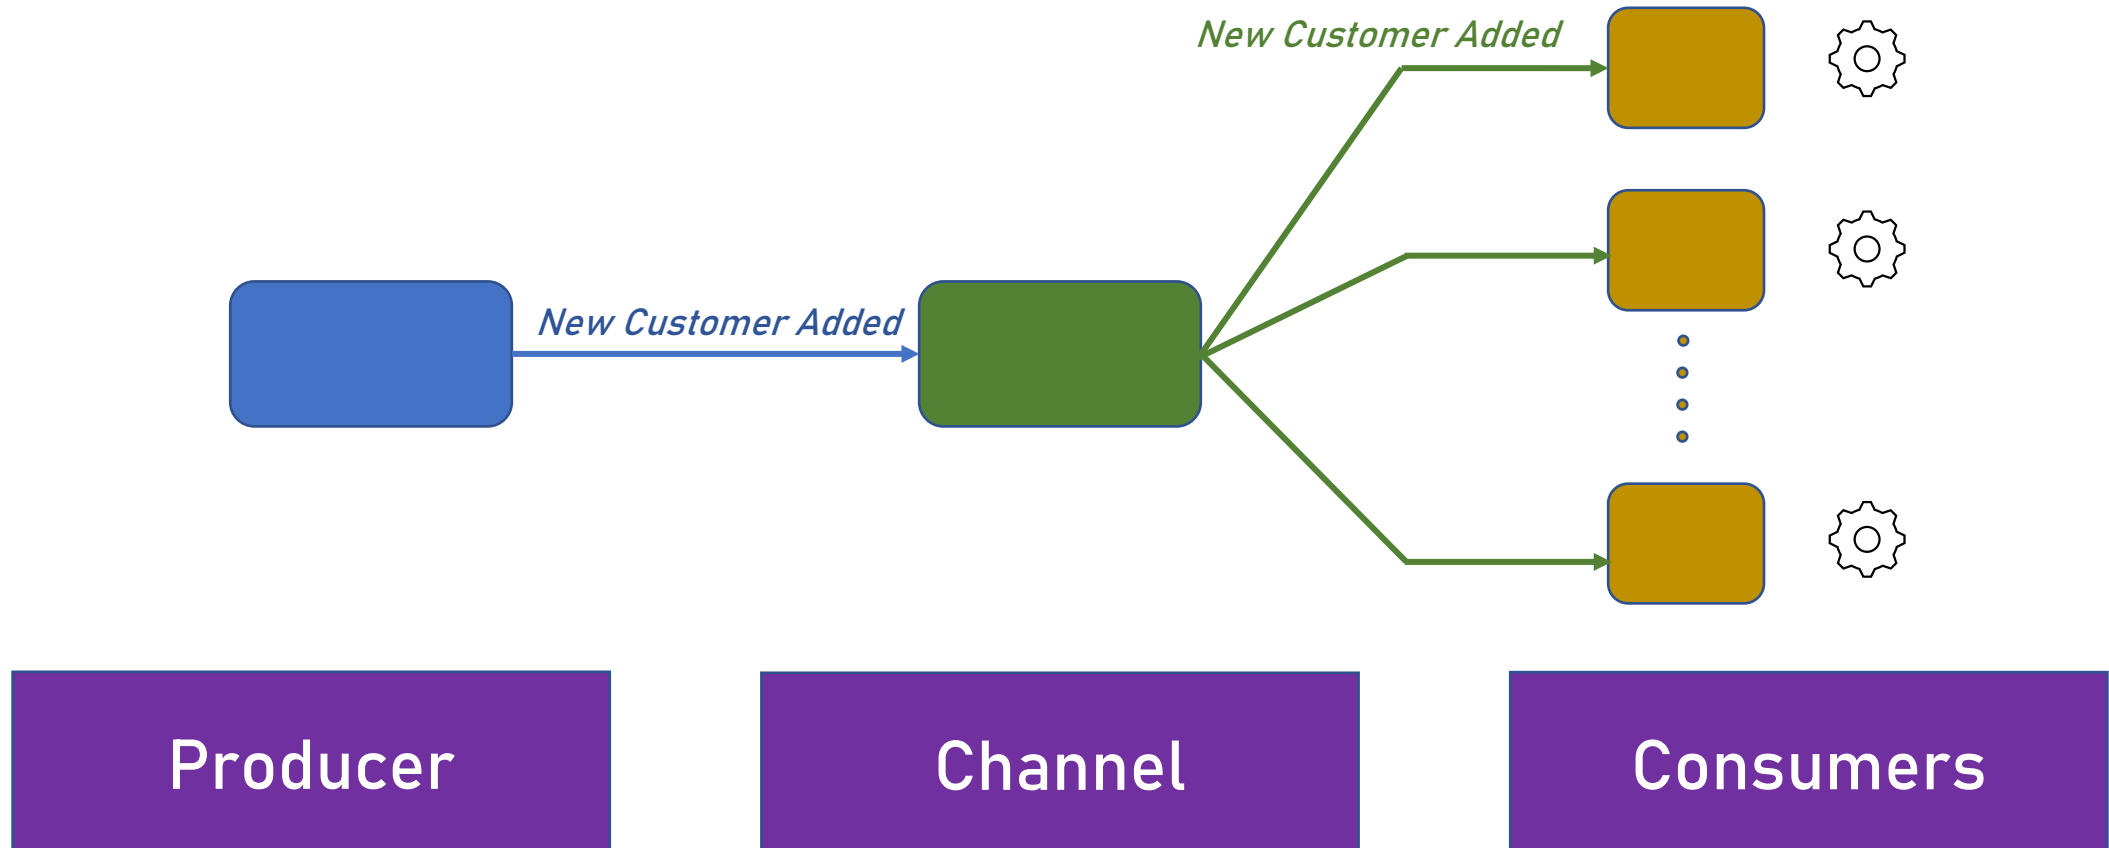 New Customer Added
New Customer Added
Producer
Channel
Consumers